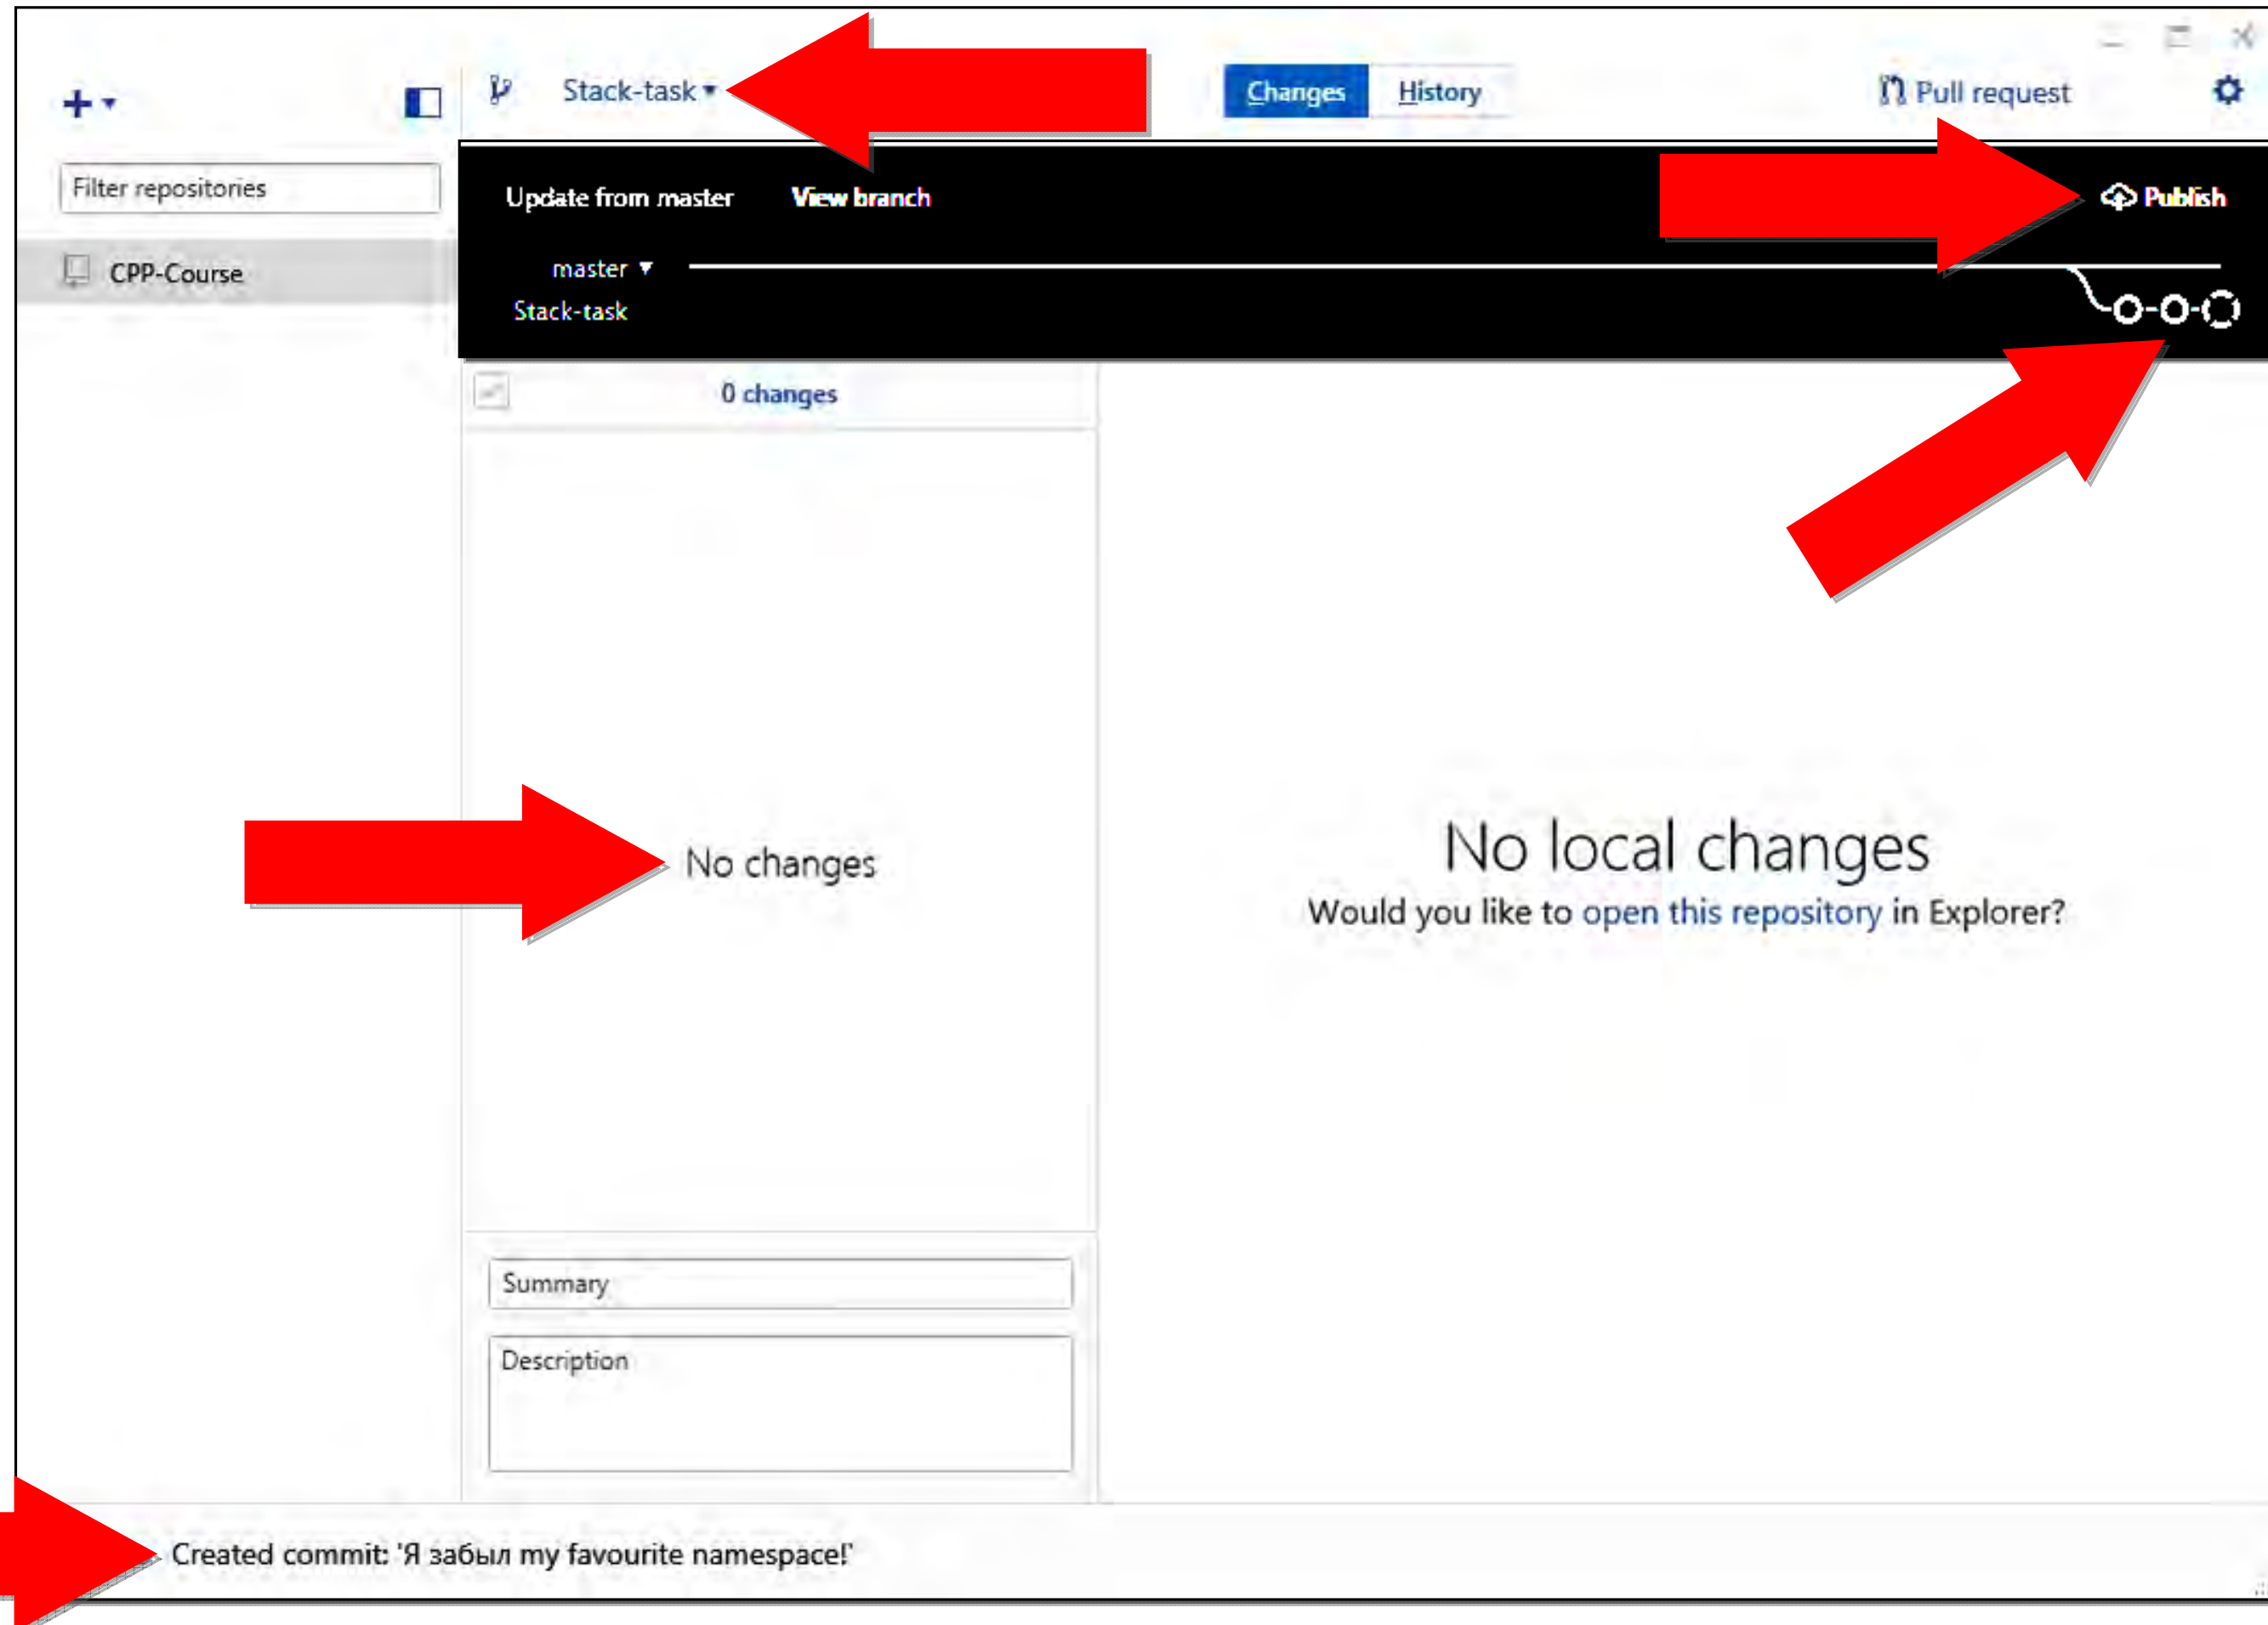 Stack-task
Changes
History
Pull request
Filter repositories
CPP-Course
Update from master
View branch
Publish
master
Stack-task
0 changes
No changes
No local changes
Would you like to open this repository in Explorer?
Summary
Description
Created commit: 'Я забыл my favourite namespace!'